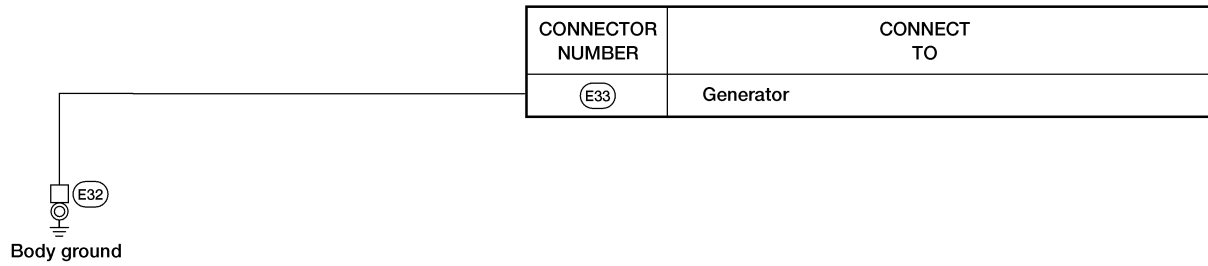 CONNECTOR
NUMBER
CONNECT
TO
E33
Generator
E32
Body ground